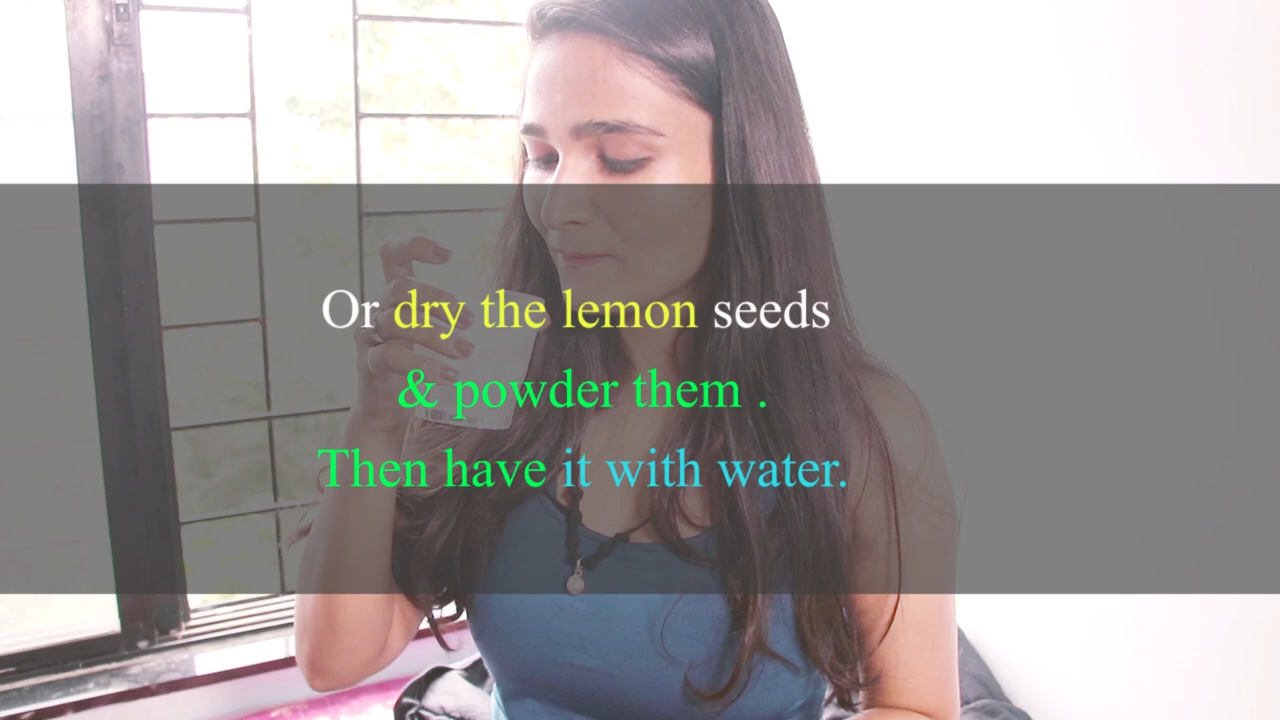 Or dry the lemon seeds
& powder them .
Then have it with water.